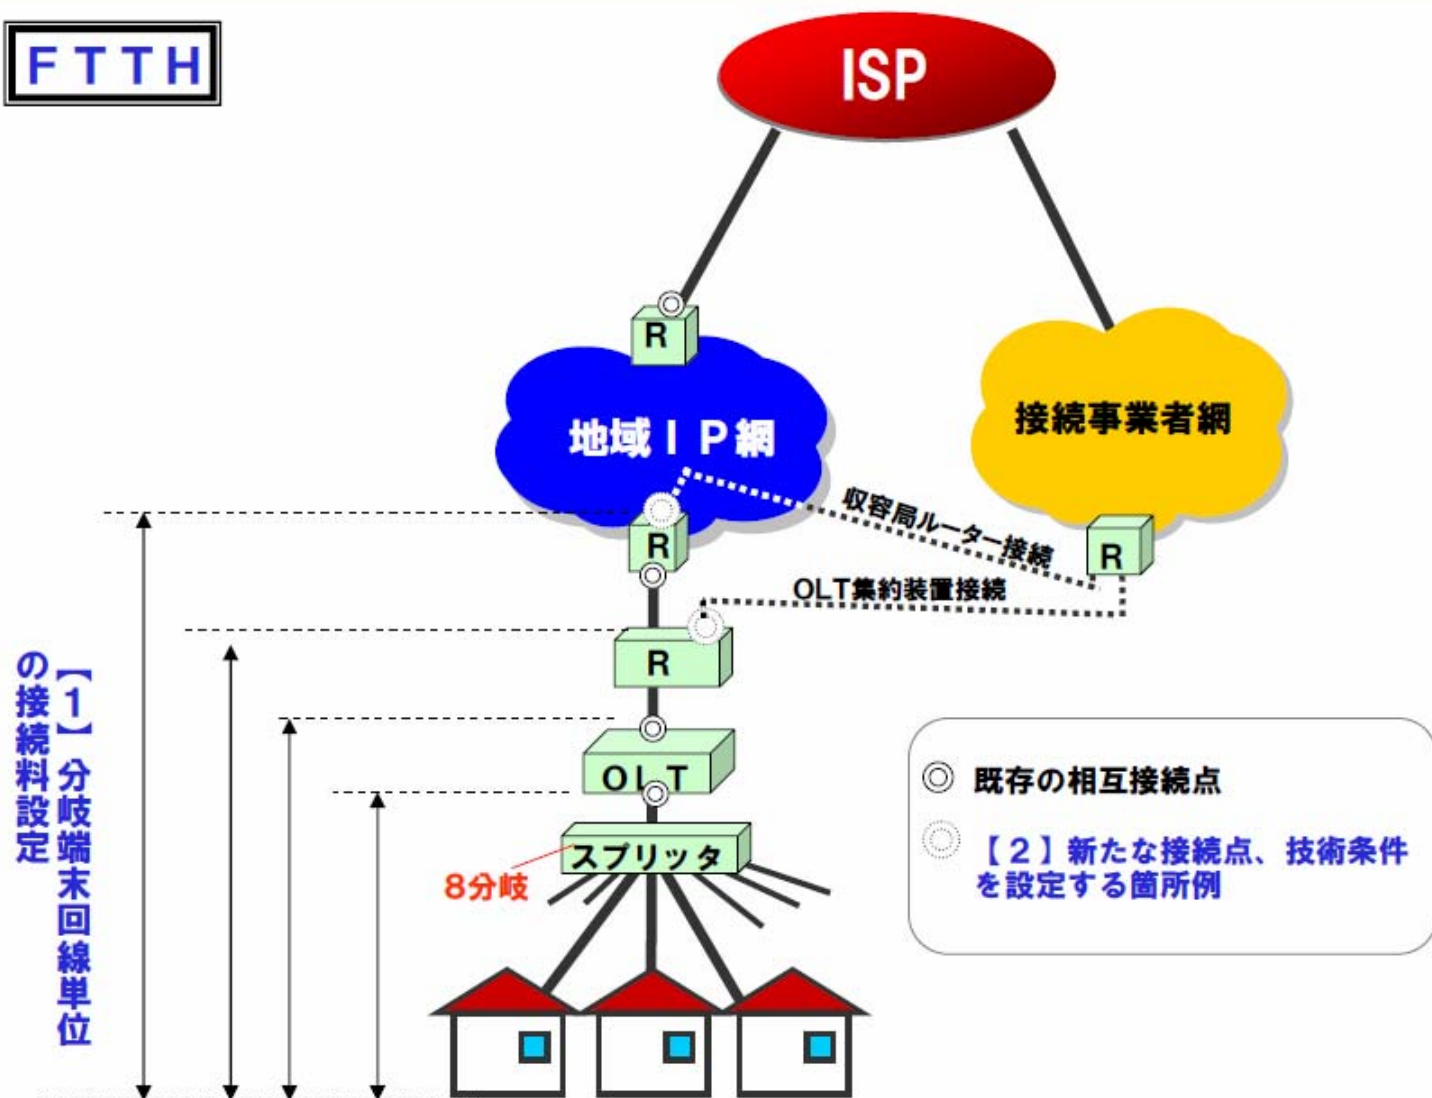 FTTH
ISP
R
地域IP網
接続事業者網
収容局ルーター接続
R
R
OLT集約装置接続
R
【1】分岐端末回線単位
の接続料設定
OLT
スプリッタ
8分岐
既存の相互接続点
【2】新たな接続点、技術条件
を設定する箇所例